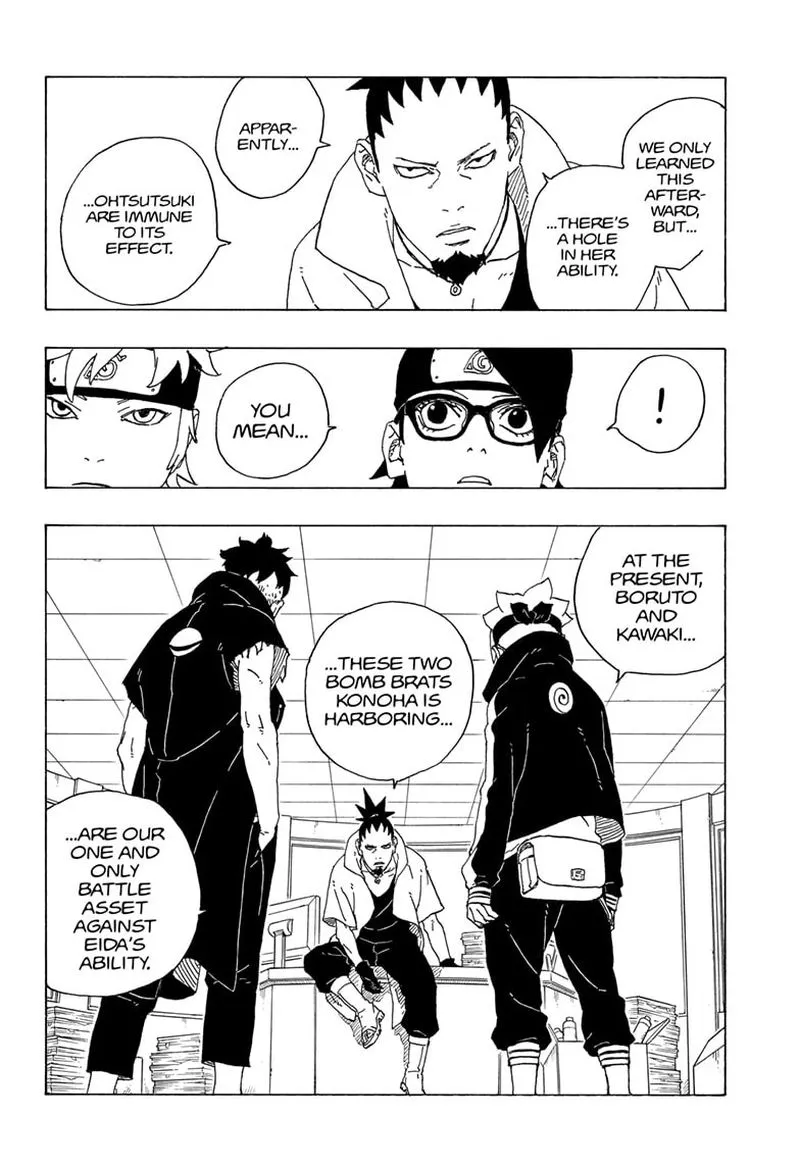 WE ONLY
LEARNED
THIS
AFTER-
WARD,
BUT...
...THERE'S
A HOLE
IN HER
ABILITY.
APPAR-
ENTLY...
...OHTSUTSUKI
ARE IMMUNE
TO ITS
EFFECT.
!
YOU
MEAN...
AT THE
PRESENT,
BORUTO
AND
KAWAKI...
...THESE TWO
BOMB BRATS
KONOHA IS
HARBORING...
...ARE OUR
ONE AND
ONLY
BATTLE
ASSET
AGAINST
EIDA'S
ABILITY.